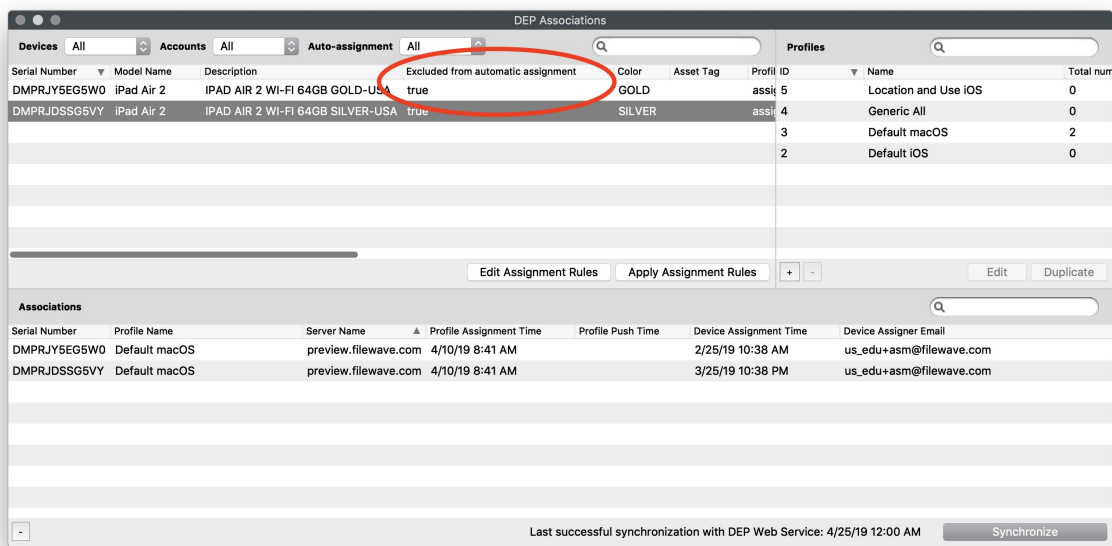 DEP Associations
Devices All Accounts All Auto-assignment All
Serial Number Model Name Description Excluded from automatic assignment Color Asset Tag Profil
DMPRJY5EG5W0 iPad Air 2 IPAD AIR 2 WI-FI 64GB GOLD-USA true GOLD assig
DMPRJDSSG5VY iPad Air 2 IPAD AIR 2 WI-FI 64GB SILVER-USA true SILVER assig
Edit Assignment Rules Apply Assignment Rules
Profiles
ID Name Total num
5 Location and Use iOS 0
4 Generic All 0
3 Default macOS 2
2 Default iOS 0
+ - Edit Duplicate
Associations
Serial Number Profile Name Server Name Profile Assignment Time Profile Push Time Device Assignment Time Device Assigner Email
DMPRJY5EG5W0 Default macOS preview.filewave.com 4/10/19 8:41 AM 2/25/19 10:38 AM us_edu+asm@filewave.com
DMPRJDSSG5VY Default macOS preview.filewave.com 4/10/19 8:41 AM 3/25/19 10:38 PM us_edu+asm@filewave.com
- Last successful synchronization with DEP Web Service: 4/25/19 12:00 AM Synchronize